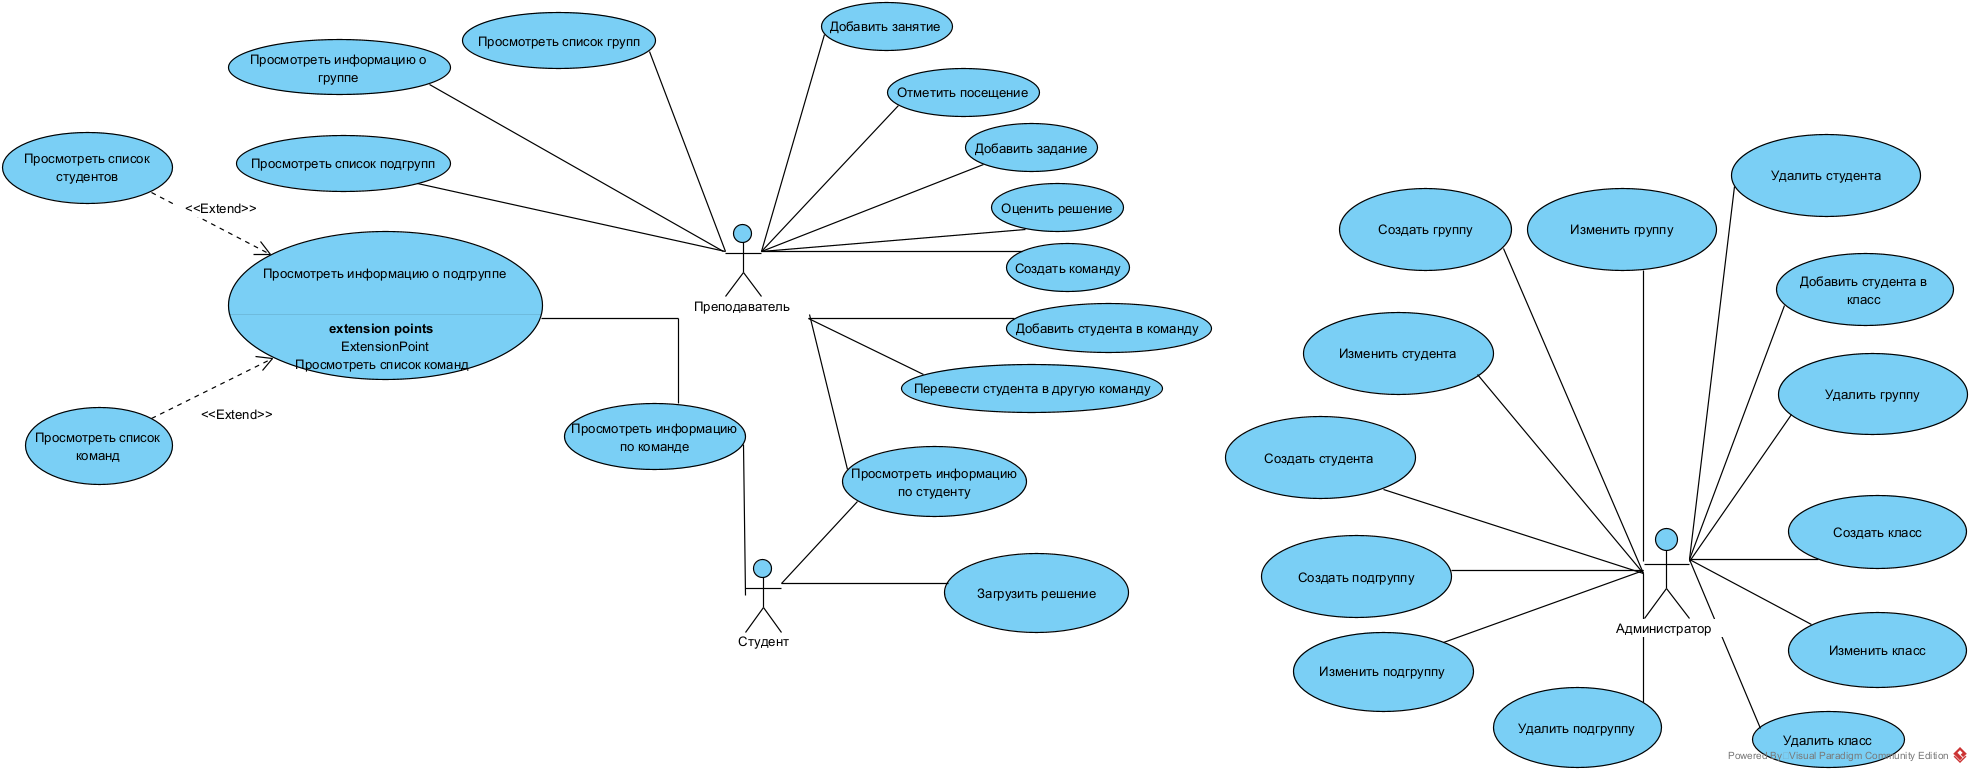 Добавить занятие
Просмотреть список групп
Просмотреть информацию о
группе
Отметить посещение
Просмотреть список
студентов
Просмотреть список подгрупп
Добавить задание
<<Extend>>
Оценить решение
Просмотреть информацию о подгруппе
extension points
ExtensionPoint
Просмотреть список команд
Создать команду
Преподаватель
Добавить студента в команду
Перевести студента в другую команду
<<Extend>>
Просмотреть список
команд
Просмотреть информацию
по команде
Просмотреть информацию
по студенту
Загрузить решение
Студент
Удалить студента
Создать группу
Изменить группу
Добавить студента в
класс
Изменить студента
Удалить группу
Создать студента
Создать класс
Создать подгруппу
Администратор
Изменить класс
Изменить подгруппу
Удалить подгруппу
Удалить класс
Powered By: Visual Paradigm Community Edition